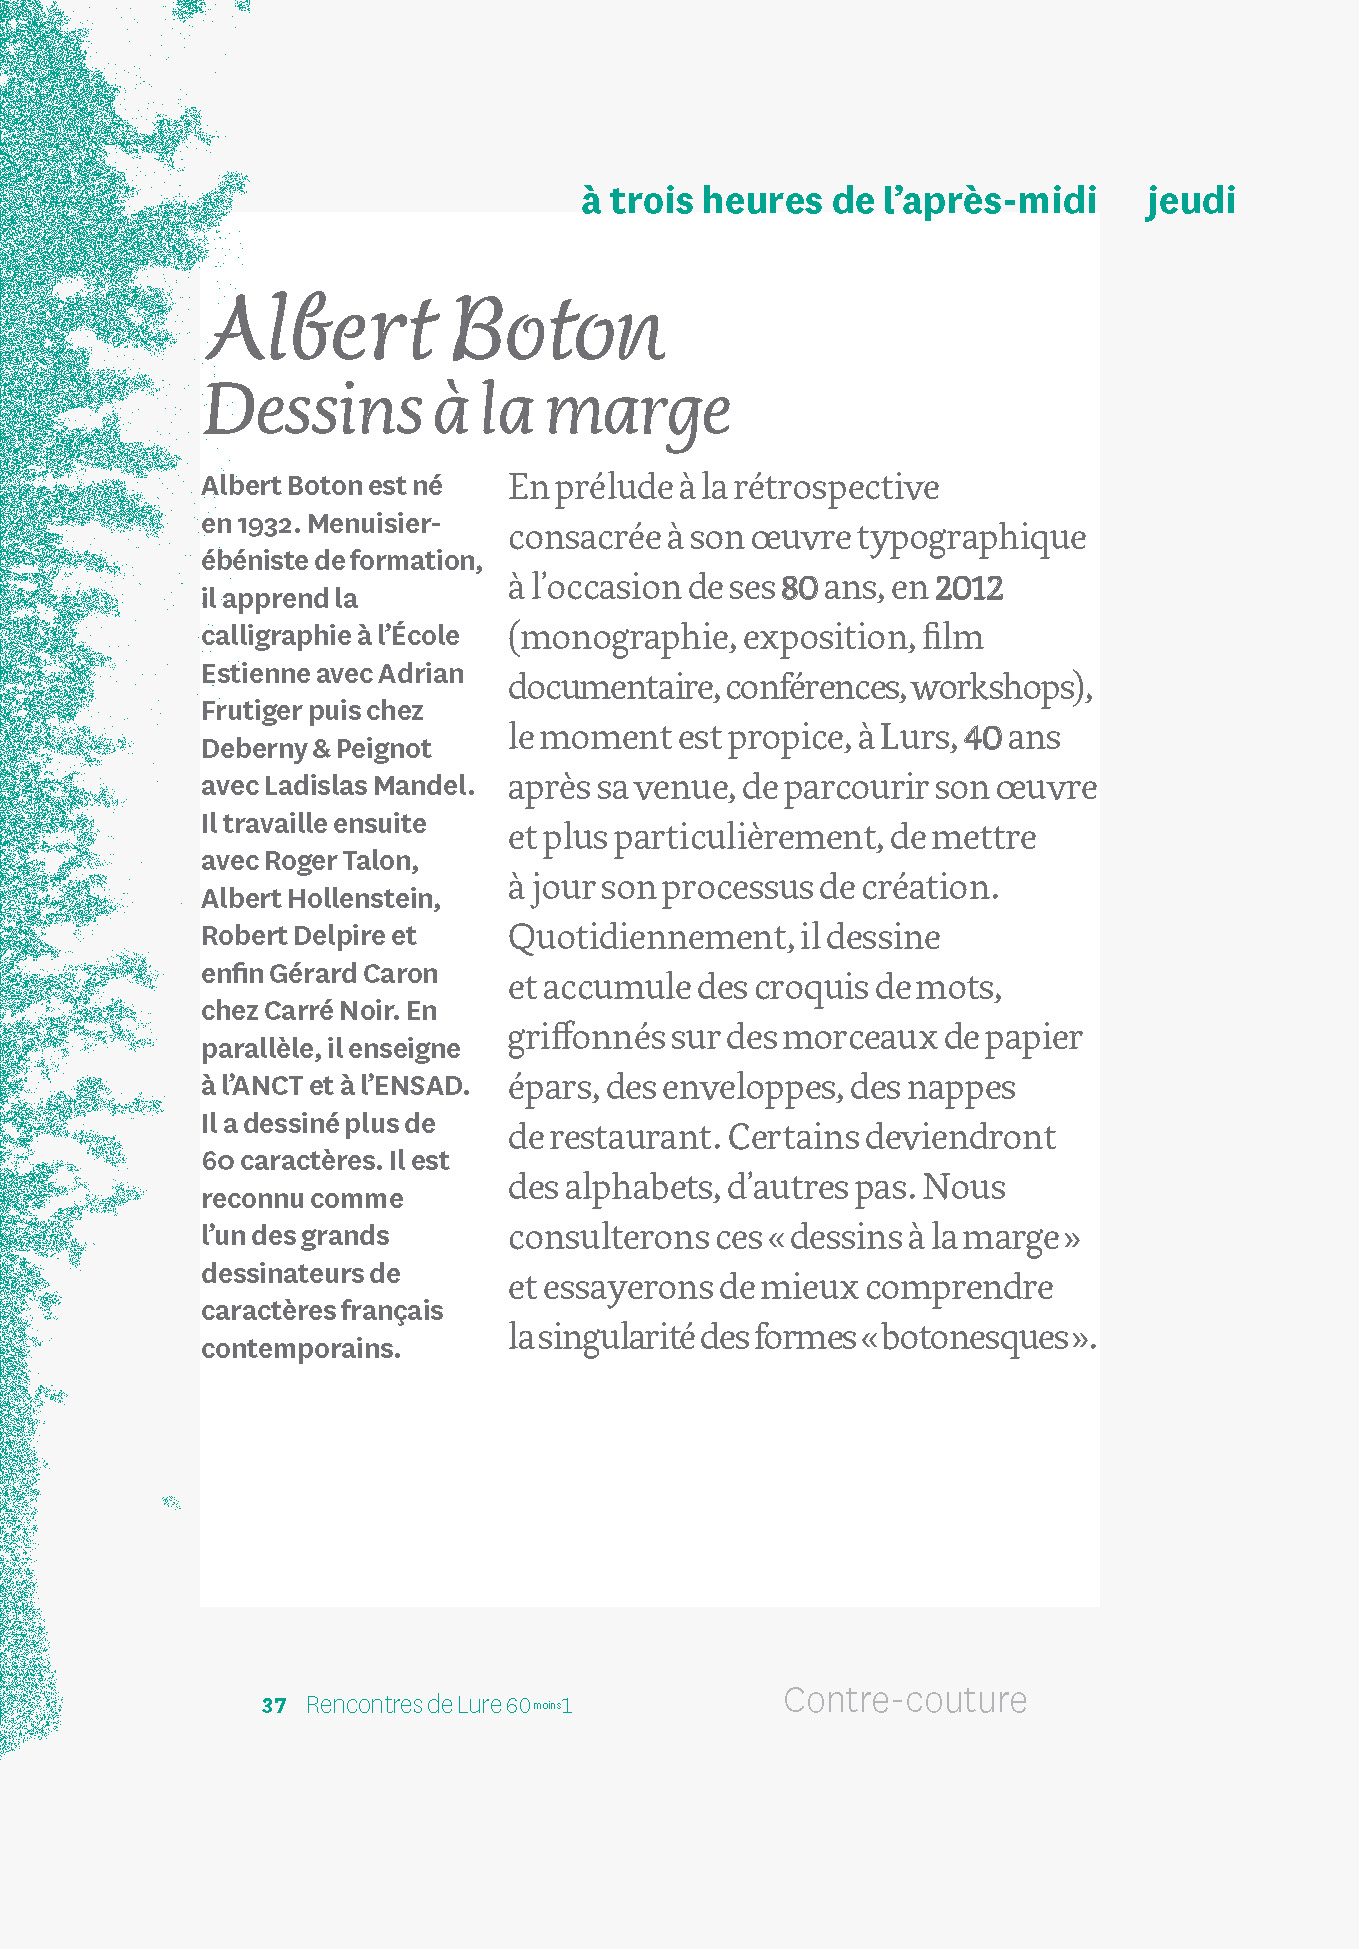 à trois heures de l’après-midi jeudi
Albert Boton
Dessins à la marge
Albert Boton est né
en 1932. Menuisier-
ébéniste de formation,
il apprend la
calligraphie à l’École
Estienne avec Adrian
Frutiger puis chez
Deberny & Peignot
avec Ladislas Mandel.
Il travaille ensuite
avec Roger Talon,
Albert Hollenstein,
Robert Delpire et
enfin Gérard Caron
chez Carré Noir. En
parallèle, il enseigne
à l’ANCT et à l’ENSAD.
Il a dessiné plus de
60 caractères. Il est
reconnu comme
l’un des grands
dessinateurs de
caractères français
contemporains.
En prélude à la rétrospective
consacrée à son œuvre typographique
à l’occasion de ses 80 ans, en 2012
(monographie, exposition, film
documentaire, conférences, workshops),
le moment est propice, à Lurs, 40 ans
après sa venue, de parcourir son œuvre
et plus particulièrement, de mettre
à jour son processus de création.
Quotidiennement, il dessine
et accumule des croquis de mots,
griffonnés sur des morceaux de papier
épars, des enveloppes, des nappes
de restaurant. Certains deviendront
des alphabets, d’autres pas. Nous
consulterons ces « dessins à la marge »
et essayerons de mieux comprendre
la singularité des formes « botonesques ».
37 Rencontres de Lure 60 moins 1
Contre-couture